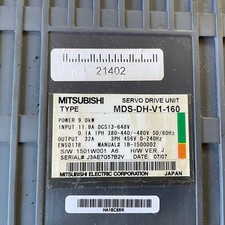 21402
MITSUBISHI SERVO DRIVE UNIT
TYPE MDS-DH-V1-160
POWER 9.0kW
INPUT 11.9A DC513-648V
0.1A 1PH 380-440/-480V 50/60Hz
OUTPUT 32A 3PH 456V 0-240Hz
EN50178 MANUAL# IB-1500002
S/W 1501W001 A6 H/W VER. J
SERIAL# J3AE7G57B2V DATE 07/07
MITSUBISHI ELECTRIC CORPORATION JAPAN